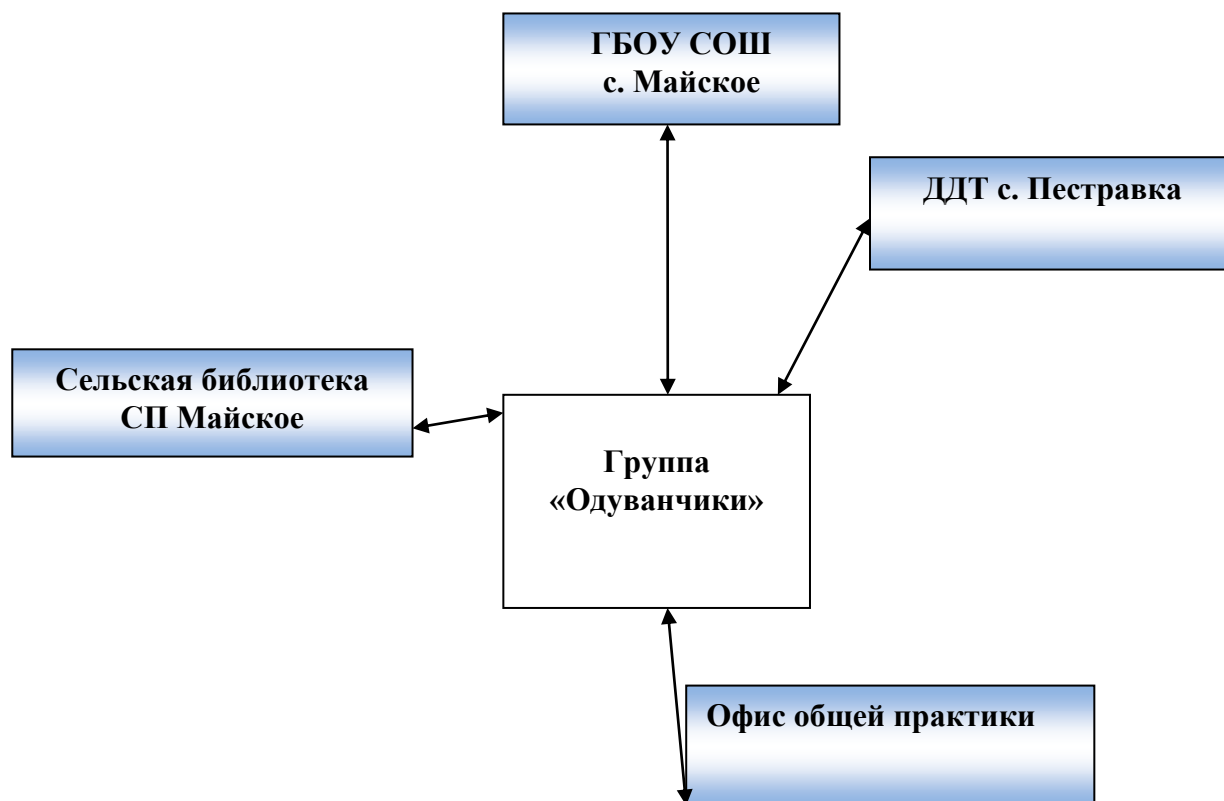 ГБОУ СОШ
с. Майское
ДДТ с. Пестравка
Сельская библиотека
СП Майское
Группа
«Одуванчики»
Офис общей практики